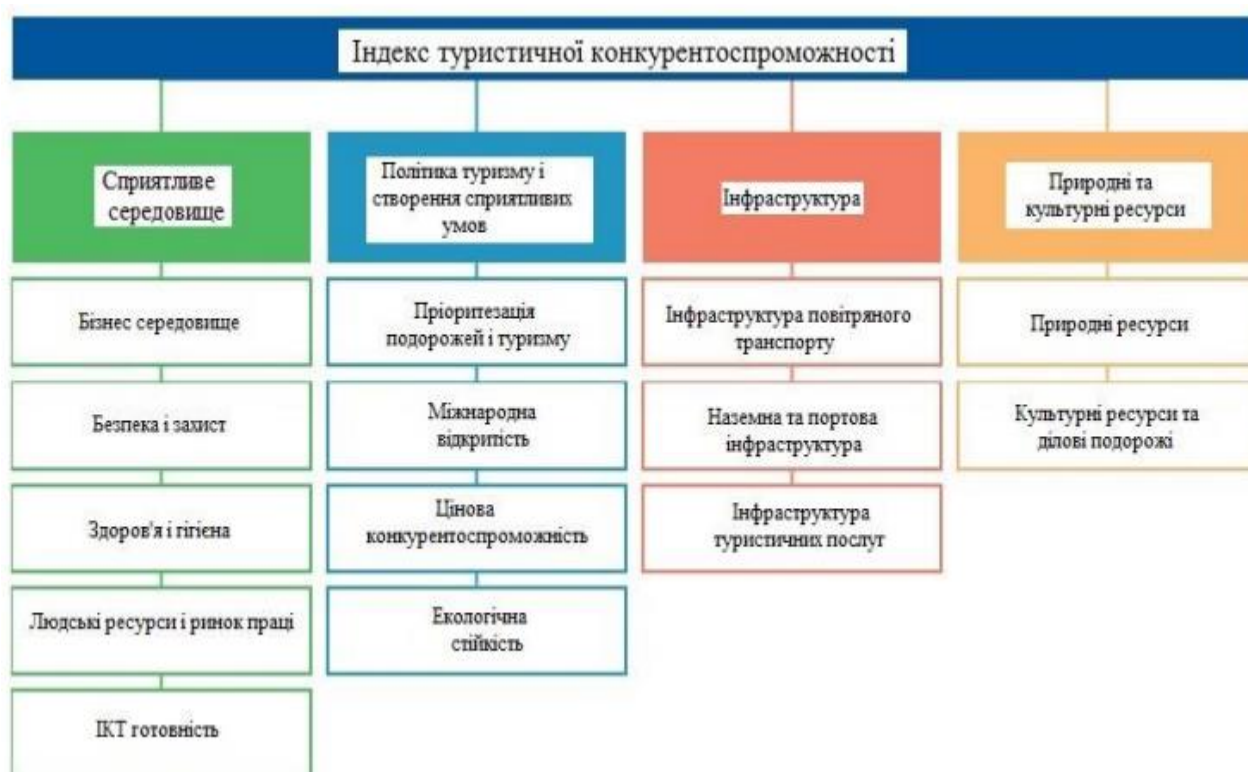 Індекс туристичної конкурентоспроможності
Сприятливе
середовище
Бізнес середовище
Безпека і захист
Здоров'я і гігієна
Людські ресурси і ринок праці
ІКТ готовність
Політика туризму і
створення сприятливих
умов
Пріоритезація
подорожей і туризму
Міжнародна
відкритість
Цінова
конкурентоспроможність
Екологічна
стійкість
Інфраструктура
Інфраструктура повітряного
транспорту
Наземна та портова
інфраструктура
Інфраструктура
туристичних послуг
Природні та
культурні ресурси
Природні ресурси
Культурні ресурси та
ділові подорожі